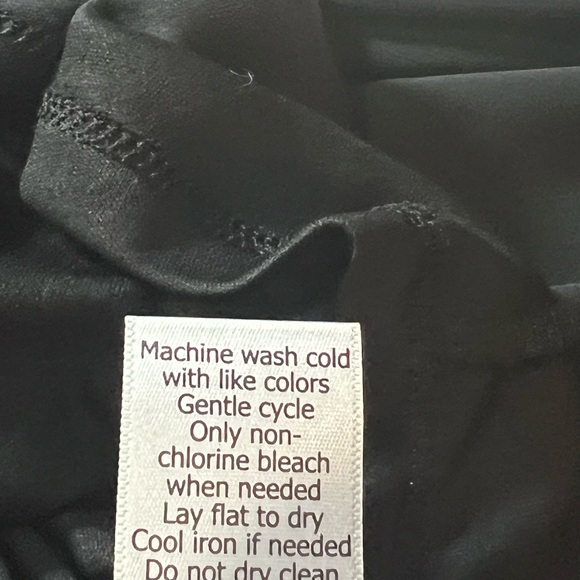 Machine wash cold
with like colors
Gentle cycle
Only non-
chlorine bleach
when needed
Lay flat to dry
Cool iron if needed
Do not dry clean